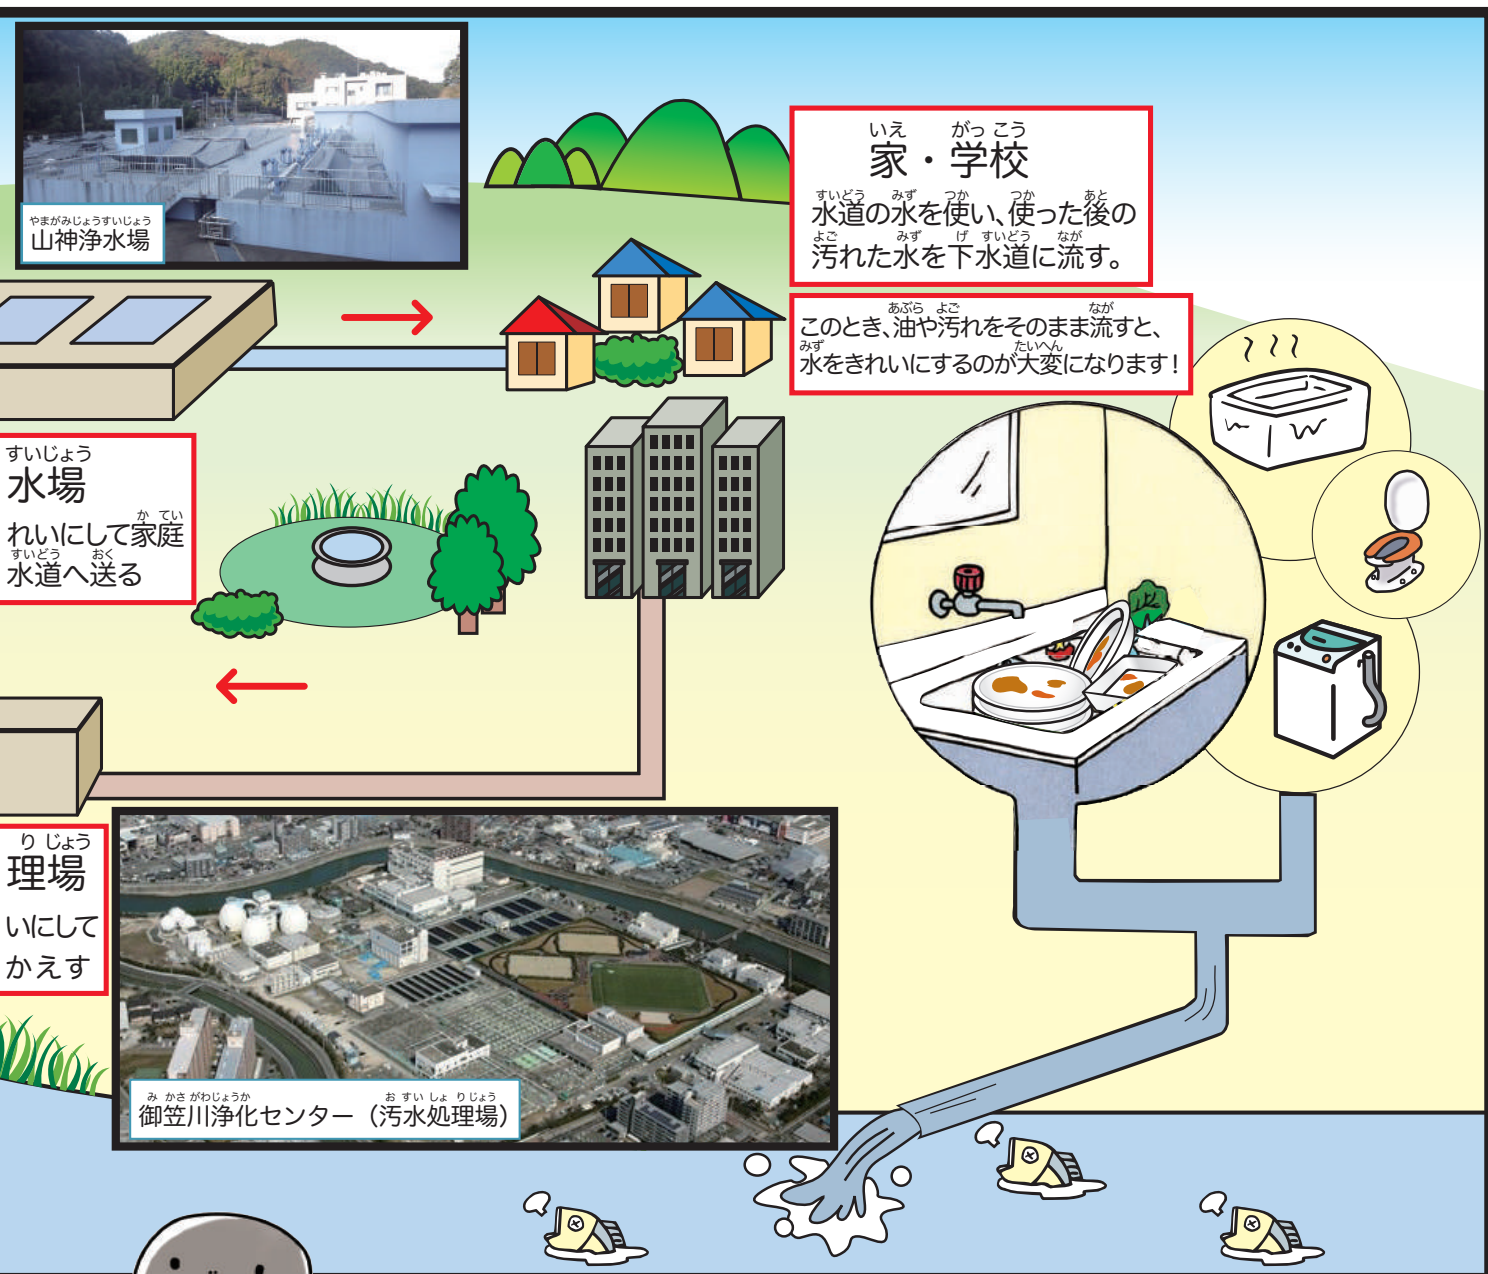 やまがみじょうすいじょう
山神浄水場
いえ がっこう
家・学校
すいどう みず つか つか あと
水道の水を使い、使った後の
よご みず げ すいどう なが
汚れた水を下水道に流す。
あぶら よご なが
このとき、油や汚れをそのまま流すと、
みず たいへん
水をきれいにするのが大変になります!
すいじょう
水場
か てい
れいにして家庭
すいどう おく
水道へ送る
り じょう
理場
いにして
かえす
み かさ がわじょうか お すい しょ り じょう
御笠川浄化センター(汚水処理場)